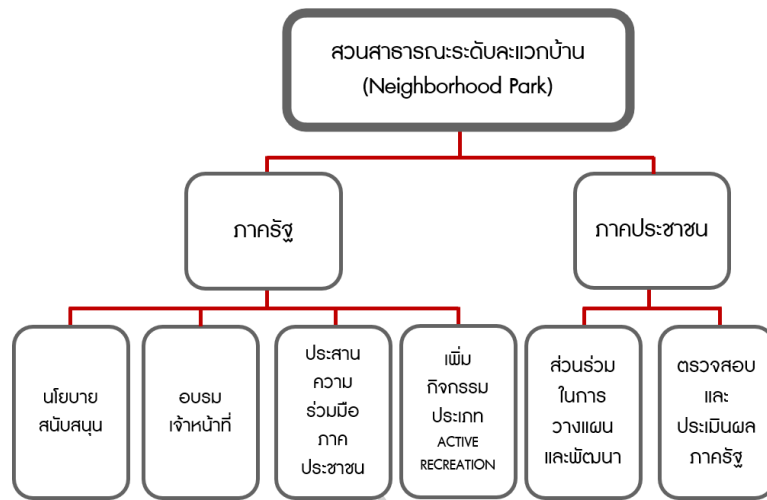 สวนสาธารณะระดับละแวกบ้าน
(Neighborhood Park)
ภาครัฐ
ภาคประชาชน
นโยบาย
สนับสนุน
อบรม
เจ้าหน้าที่
ประสาน
ความ
ร่วมมือ
ภาค
ประชาชน
เพิ่ม
กิจกรรม
ประเภท
ACTIVE
RECREATION
ส่วนร่วม
ในการ
วางแผน
และพัฒนา
ตรวจสอบ
และ
ประเมินผล
ภาครัฐ